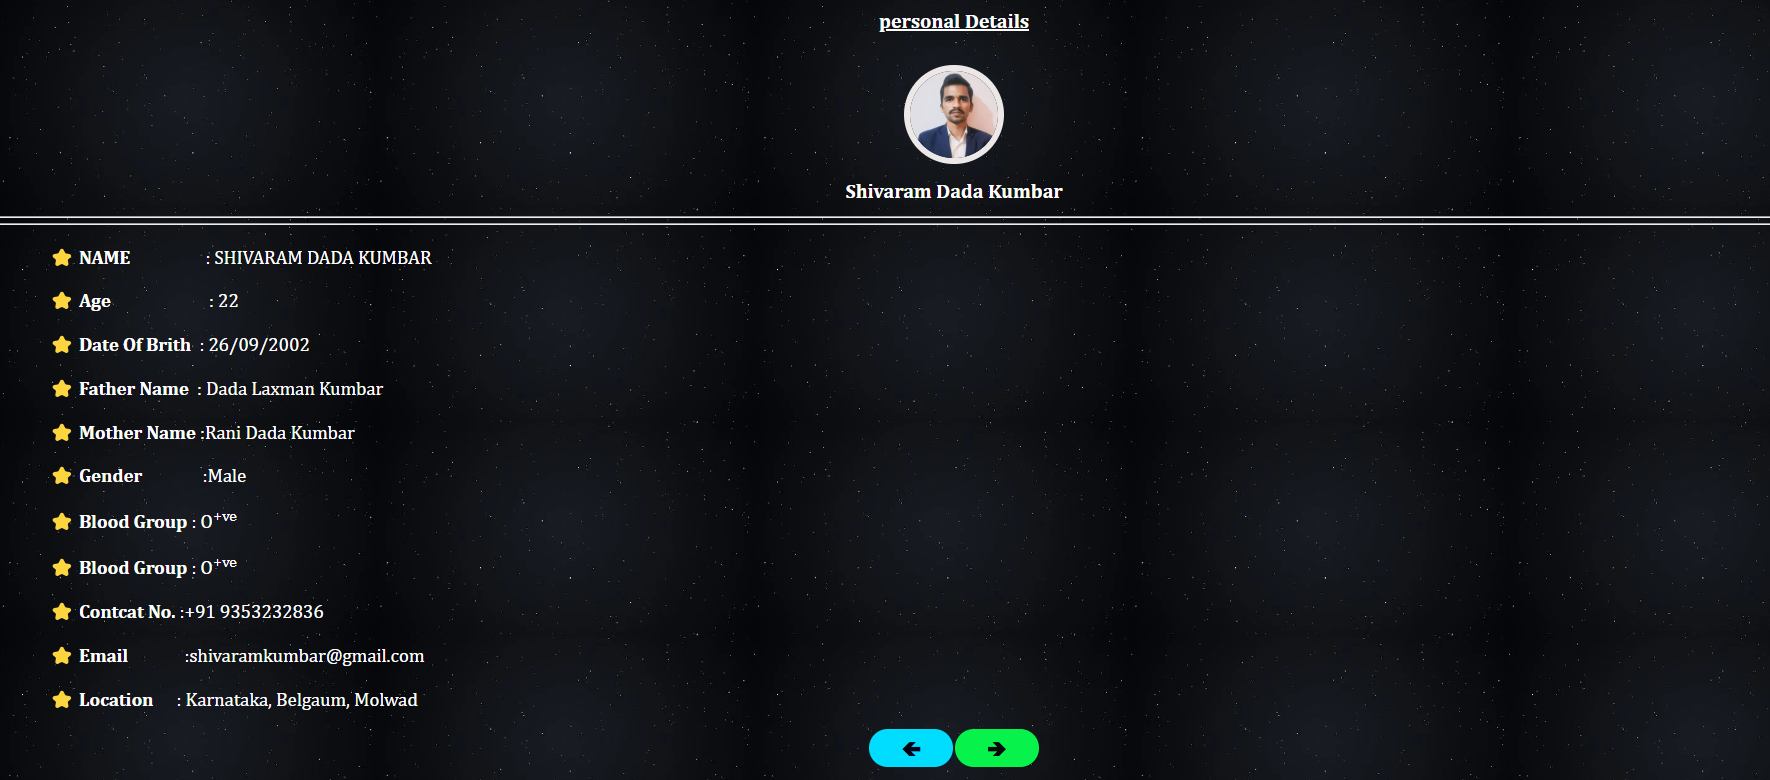 personal Details
Shivaram Dada Kumbar
NAME : SHIVARAM DADA KUMBAR
Age : 22
Date Of Brith : 26/09/2002
Father Name : Dada Laxman Kumbar
Mother Name :Rani Dada Kumbar
Gender :Male
Blood Group : O+ve
Blood Group : O+ve
Contcat No. :+91 9353232836
Email :shivaramkumbar@gmail.com
Location : Karnataka, Belgaum, Molwad